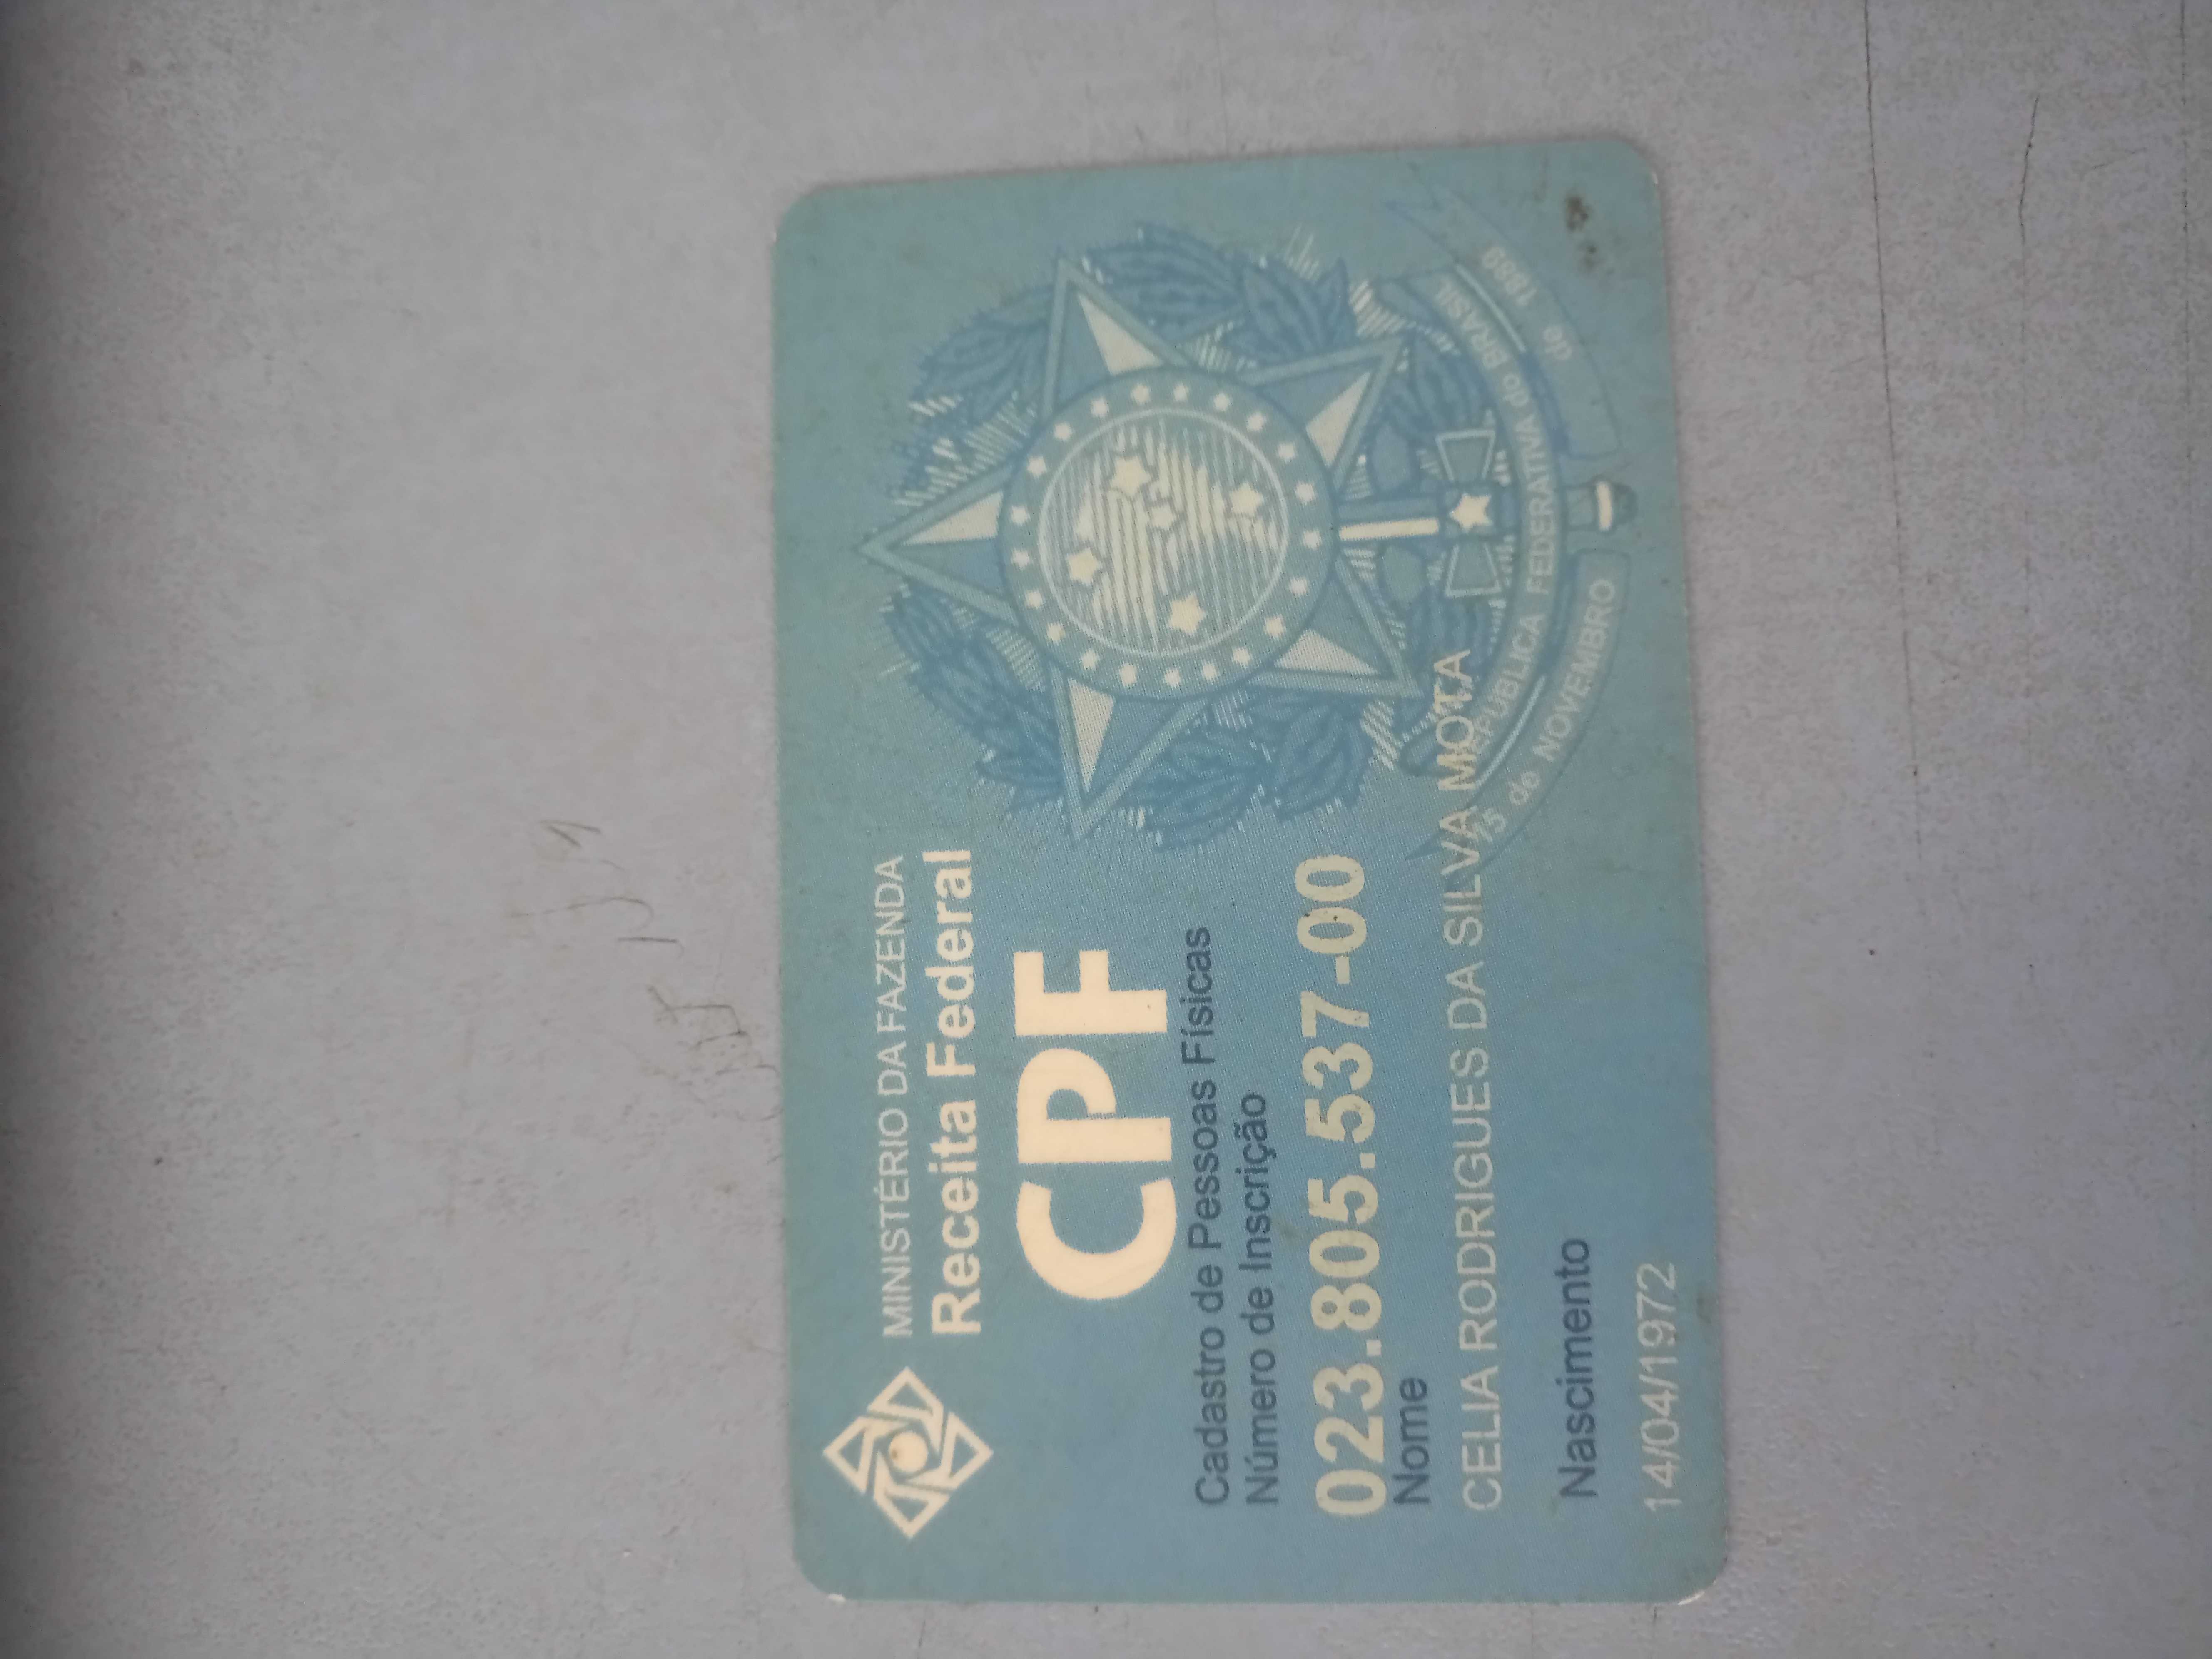 MINISTÉRIO DA FAZENDA
Receita Federal
CPF
Cadastro de Pessoas Físicas
Número de Inscrição
023.805.537-00
Nome
CELIA RODRIGUES DA SILVA MOTA
Nascimento
14/04/1972
REPÚBLICA FEDERATIVA do BRASIL
15 de NOVEMBRO
de 1889